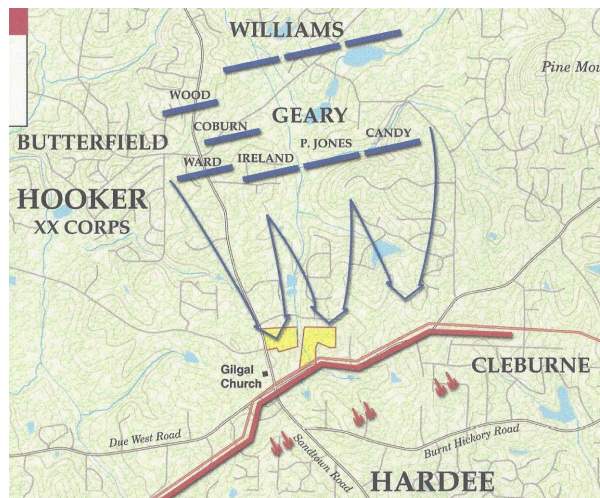 WILLIAMS
Pine Mou
WOOD
GEARY
COBURN
BUTTERFIELD
P. JONES
CANDY
WARD
IRELAND
HOOKER
XX CORPS
CLEBURNE
Gilgal
Church
Due West Road
Sandtown Road
Burnt Hickory Road
HARDEE